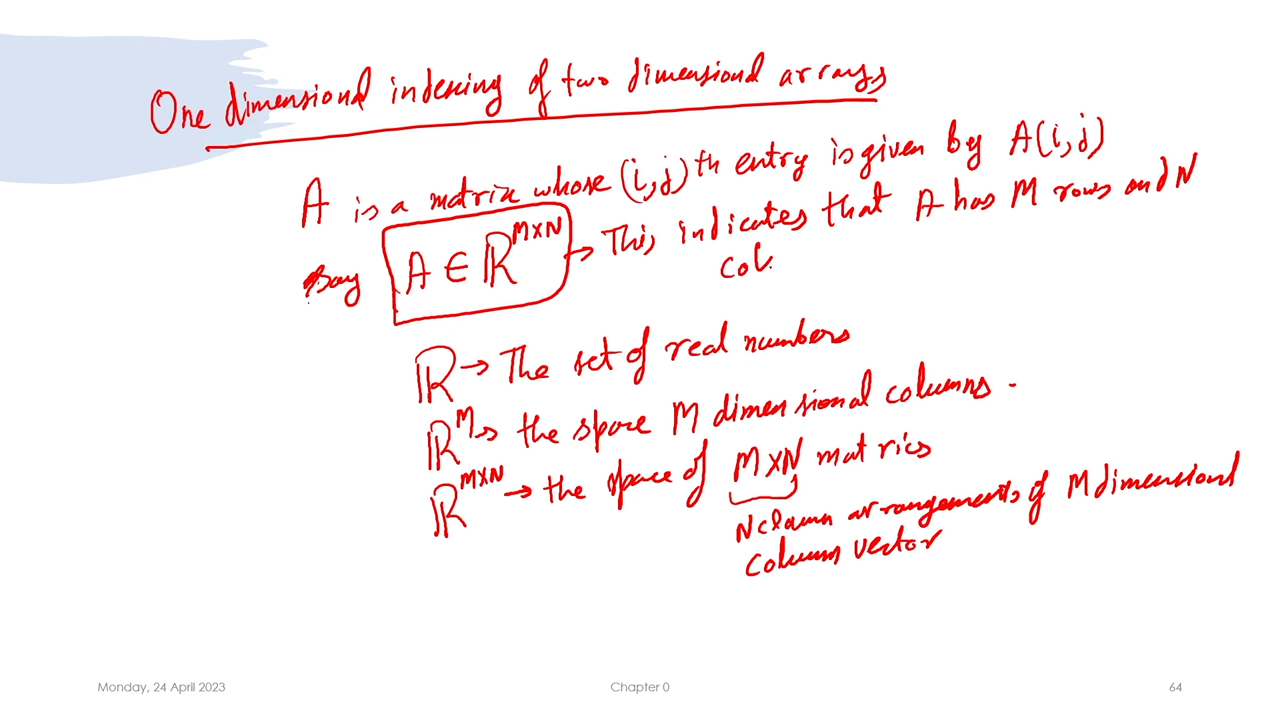 One dimensional indexing of two dimensional arrays
A is a matrix whose (i,j)th entry is given by A(i,j)
Say A ∈ ℝ^{M×N} → This indicates that A has M rows and N
col.
ℝ → The set of real numbers
ℝ^M → the space M dimensional columns.
ℝ^{M×N} → the space of M×N matrics
N column arrangements of M dimensional
column vector
Monday, 24 April 2023
Chapter 0
64